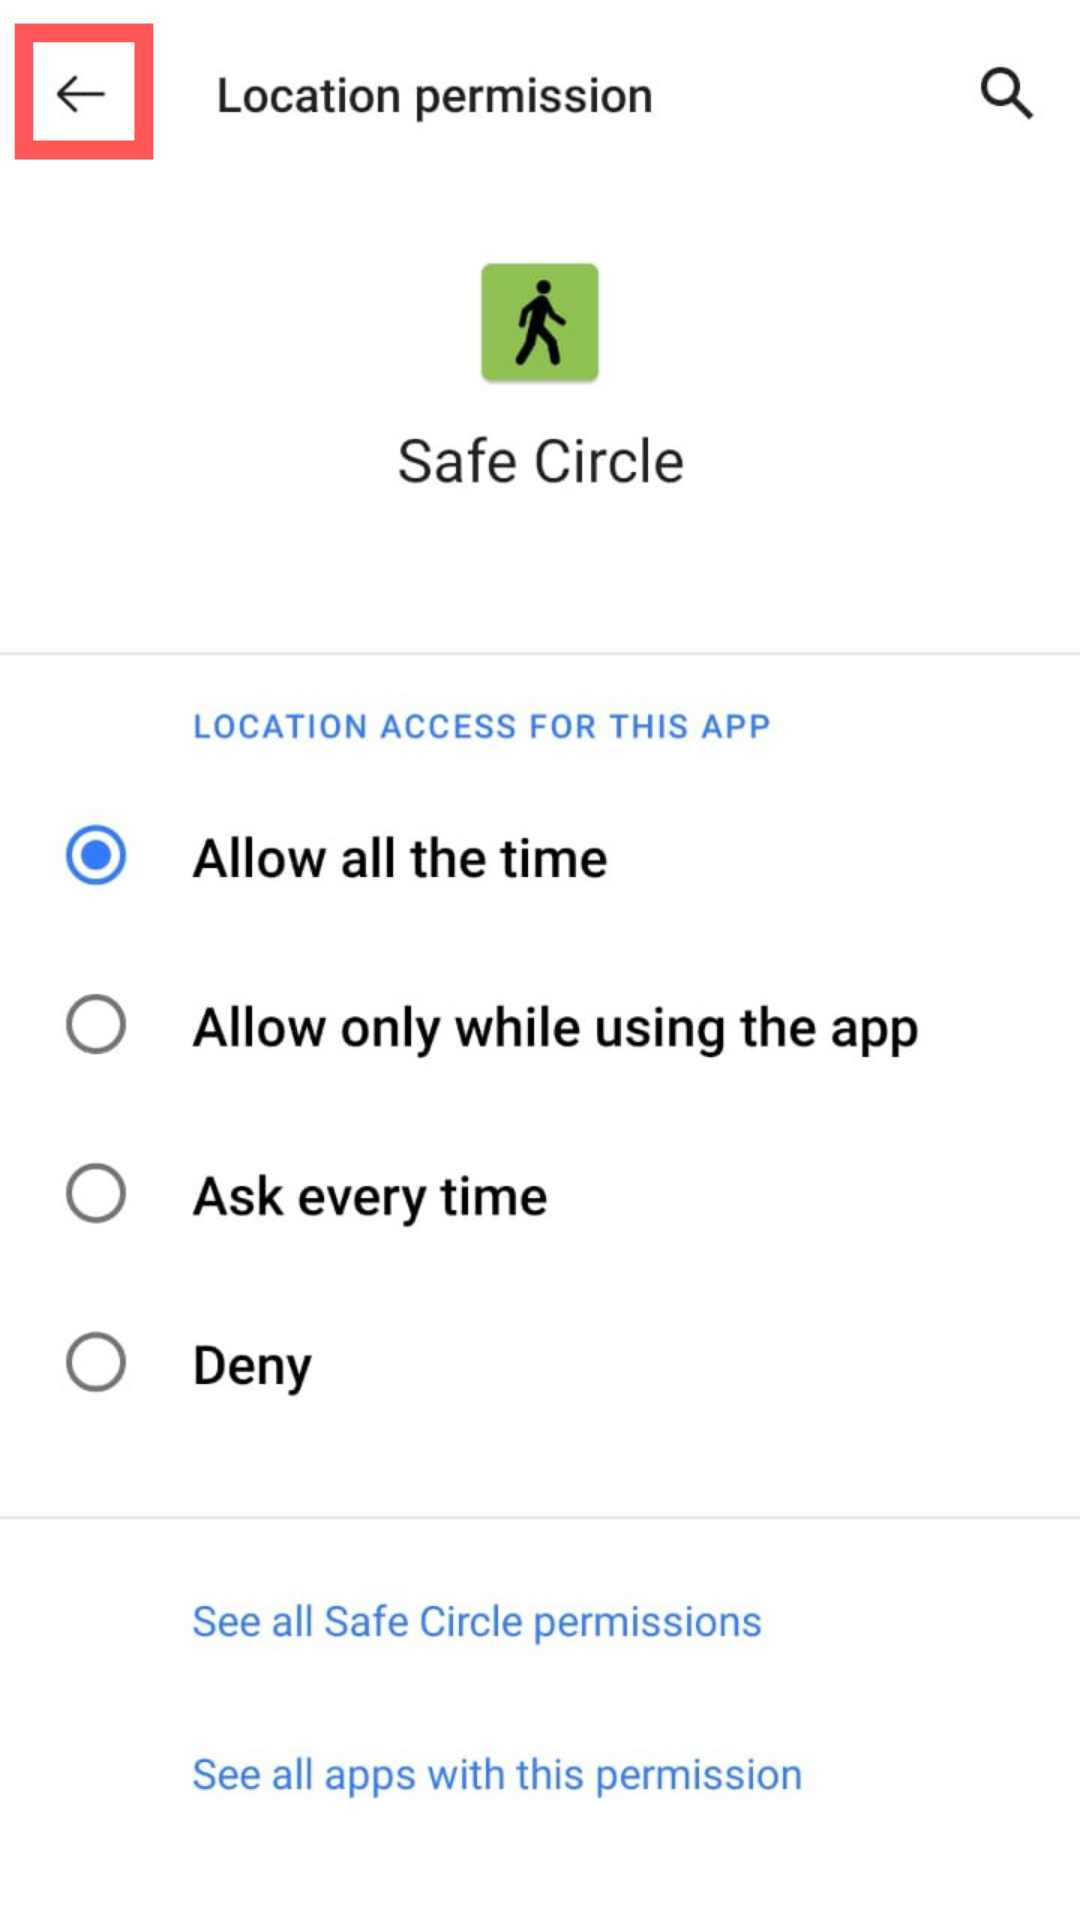 Location permission
Safe Circle
LOCATION ACCESS FOR THIS APP
Allow all the time
Allow only while using the app
Ask every time
Deny
See all Safe Circle permissions
See all apps with this permission